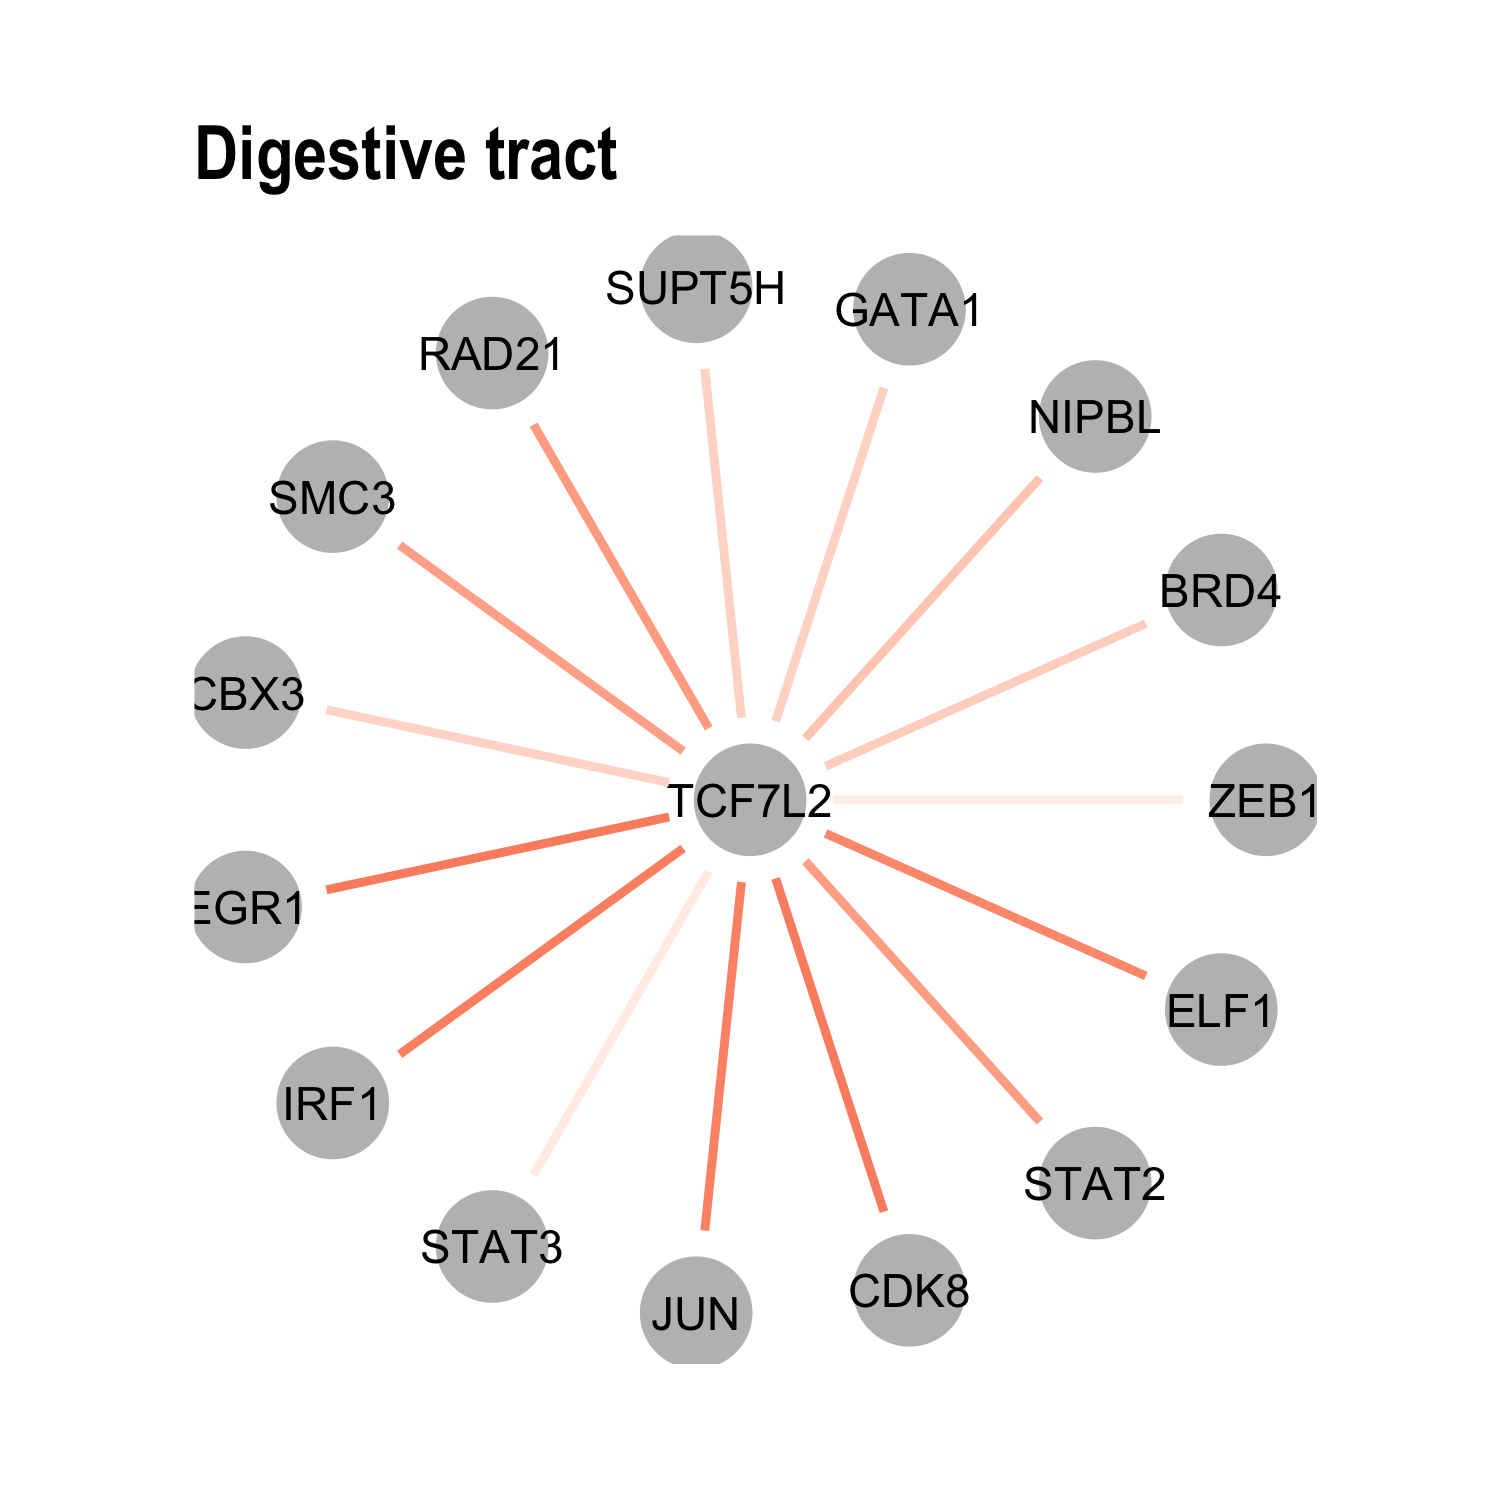 Digestive tract
SUPT5H
GATA1
RAD21
NIPBL
SMC3
BRD4
CBX3
TCF7L2
ZEB1
EGR1
ELF1
IRF1
STAT2
STAT3
CDK8
JUN